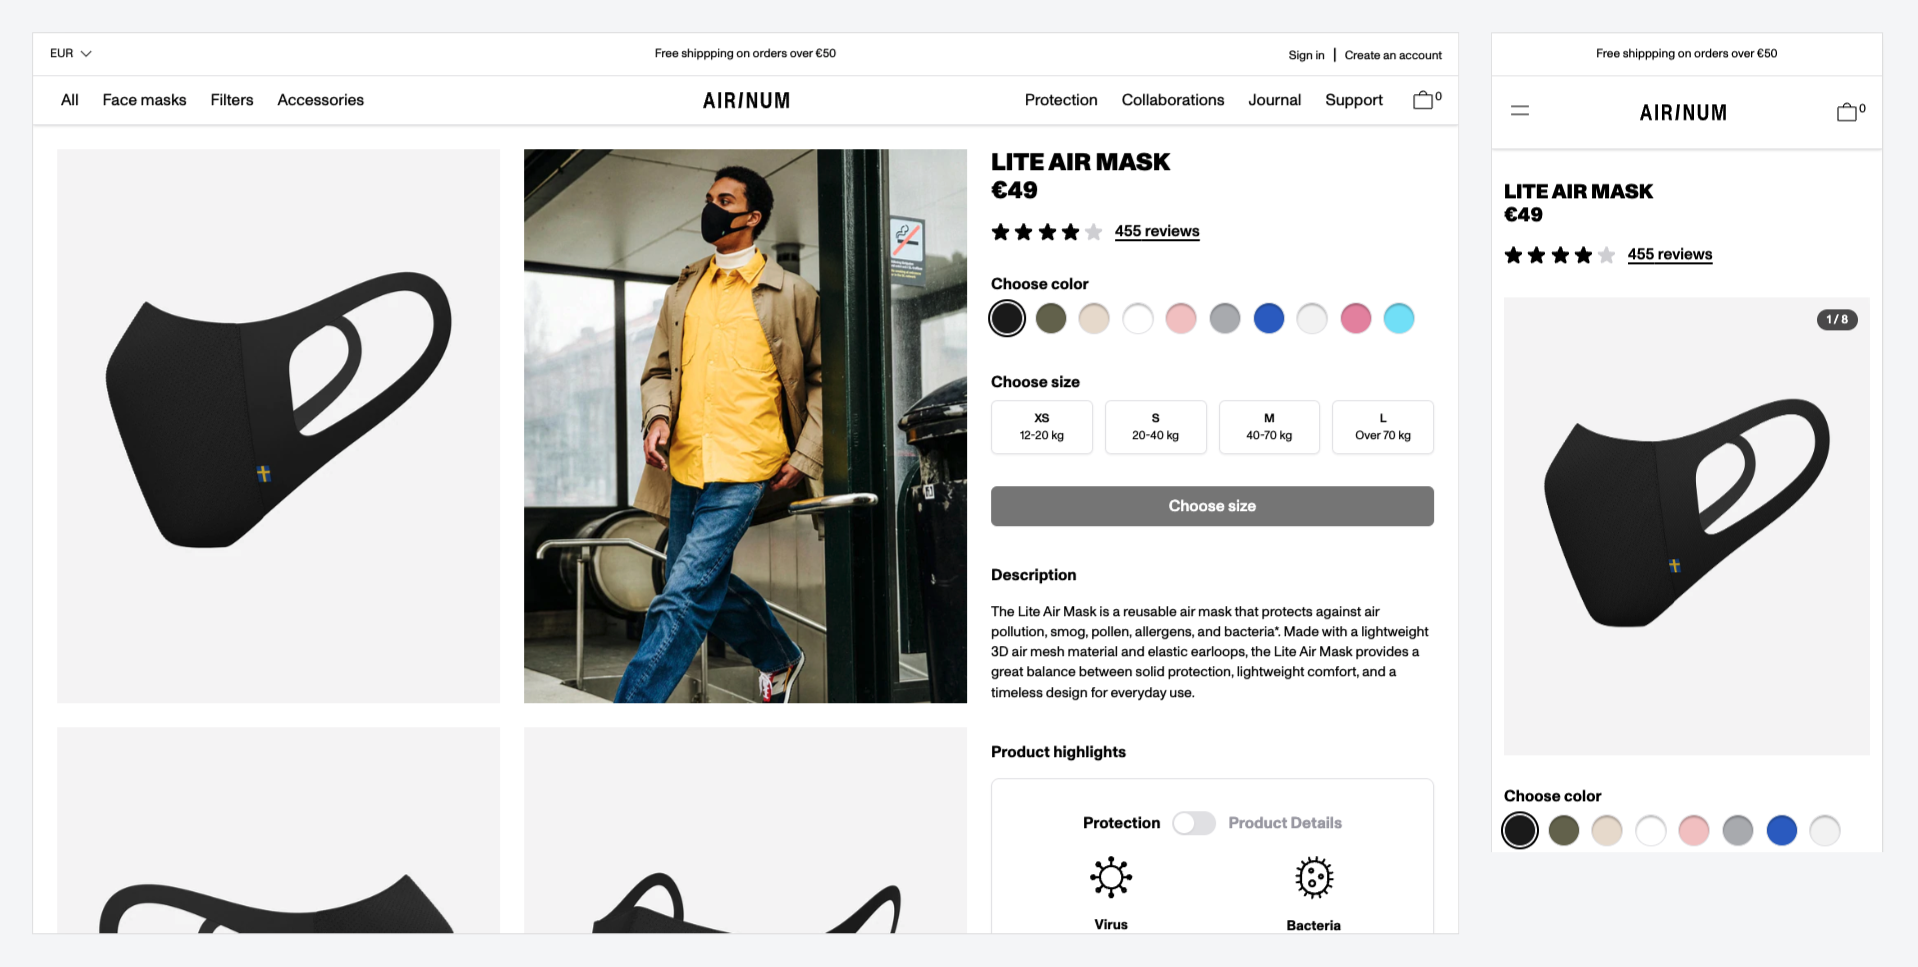 EUR
Free shippping on orders over €50
Sign in | Create an account
All Face masks Filters Accessories
AIRINUM
Protection Collaborations Journal Support 0
LITE AIR MASK
€49
455 reviews
Choose color
Choose size
XS
12-20 kg
S
20-40 kg
M
40-70 kg
L
Over 70 kg
Choose size
Description
The Lite Air Mask is a reusable air mask that protects against air
pollution, smog, pollen, allergens, and bacteria*. Made with a lightweight
3D air mesh material and elastic earloops, the Lite Air Mask provides a
great balance between solid protection, lightweight comfort, and a
timeless design for everyday use.
Product highlights
Protection Product Details
Virus
Bacteria
Free shippping on orders over €50
AIRINUM
0
LITE AIR MASK
€49
455 reviews
1 / 8
Choose color